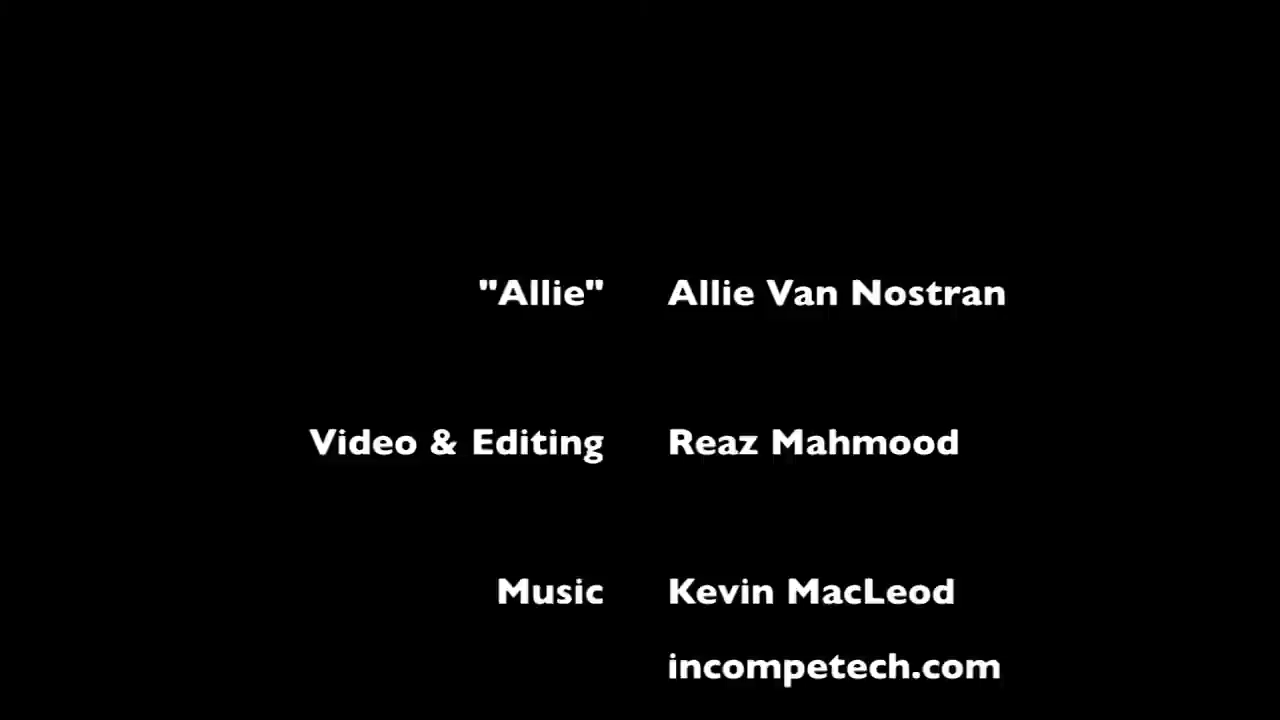 "Allie" Allie Van Nostran
Video & Editing Reaz Mahmood
Music Kevin MacLeod
incompetech.com